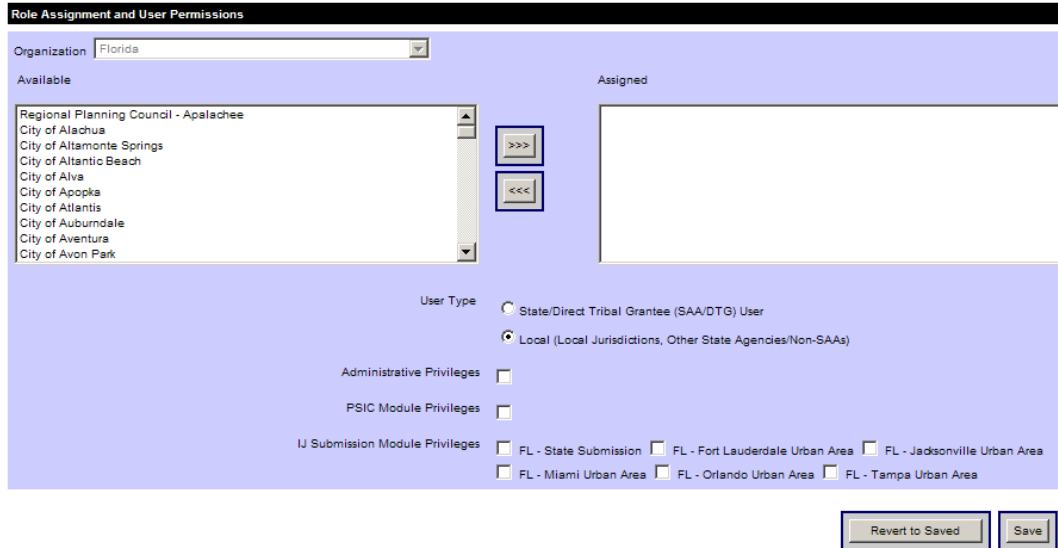 Role Assignment and User Permissions
Organization Florida
Available Assigned
Regional Planning Council - Apalachee
City of Alachua
City of Altamonte Springs
City of Altantic Beach
City of Alva
City of Apopka
City of Atlantis
City of Auburndale
City of Aventura
City of Avon Park
>>>
<<<
User Type
State/Direct Tribal Grantee (SAA/DTG) User
Local (Local Jurisdictions, Other State Agencies/Non-SAAs)
Administrative Privileges
PSIC Module Privileges
IJ Submission Module Privileges
FL - State Submission FL - Fort Lauderdale Urban Area FL - Jacksonville Urban Area
FL - Miami Urban Area FL - Orlando Urban Area FL - Tampa Urban Area
Revert to Saved Save